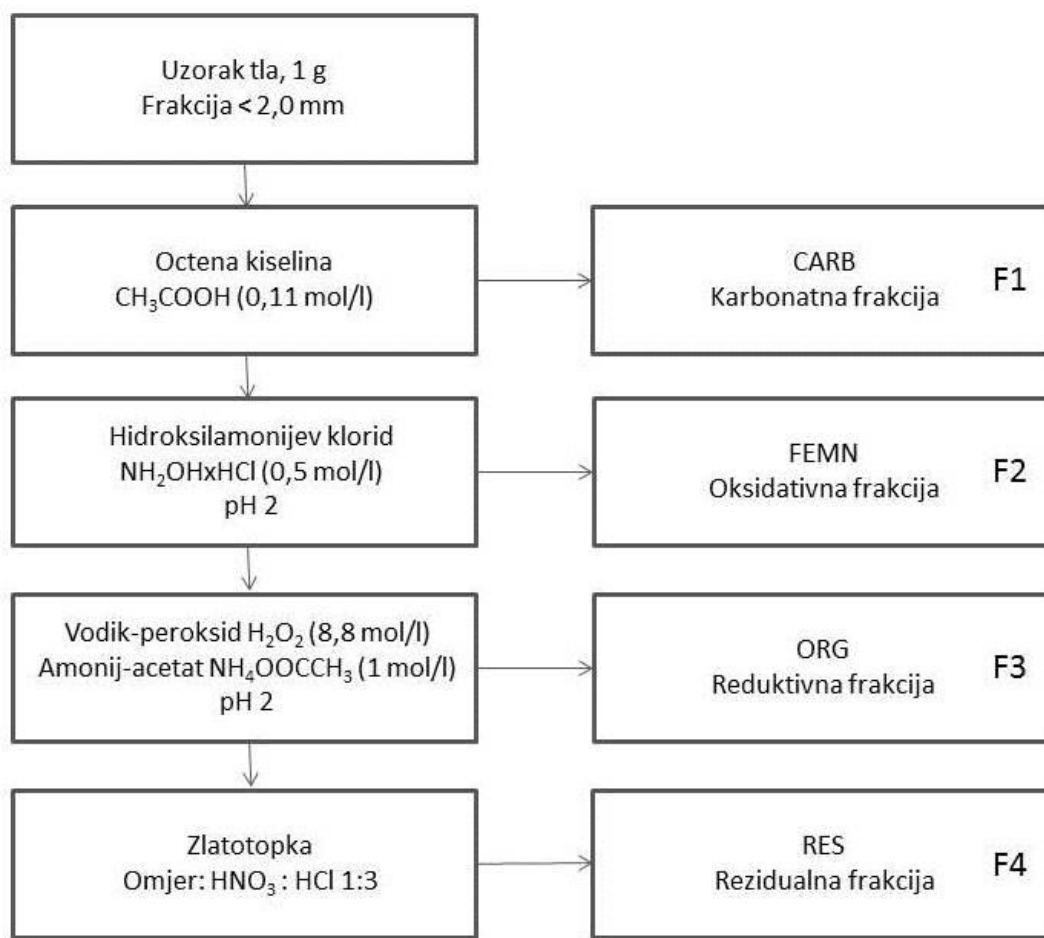 Uzorak tla, 1 g
Frakcija < 2,0 mm
Octena kiselina
CH₃COOH (0,11 mol/l)
CARB
Karbonatna frakcija
F1
Hidroksilamonijev klorid
NH₂OHxHCl (0,5 mol/l)
pH 2
FEMN
Oksidativna frakcija
F2
Vodik-peroksid H₂O₂ (8,8 mol/l)
Amonij-acetat NH₄OOCCH₃ (1 mol/l)
pH 2
ORG
Reduktivna frakcija
F3
Zlatotopka
Omjer: HNO₃ : HCl 1:3
RES
Rezidualna frakcija
F4